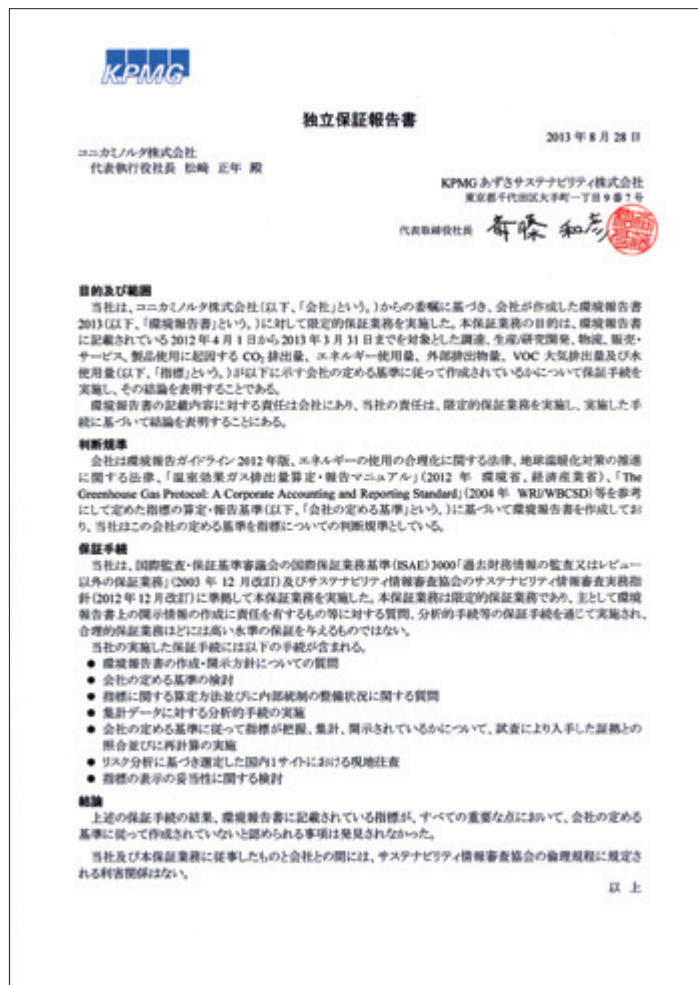 KPMG
独立保証報告書
2013 年 8 月 28 日
コニカミノルタ株式会社
代表執行役社長 松﨑 正年 殿
KPMG あずさサステナビリティ株式会社
東京都千代田区大手町一丁目9番7号
代表取締役社長 斎藤 和彦
目的及び範囲
当社は、コニカミノルタ株式会社(以下、「会社」という。)からの委嘱に基づき、会社が作成した環境報告書
2013(以下、「環境報告書」という。)に対して限定的保証業務を実施した。本保証業務の目的は、環境報告書
に記載されている 2012 年 4 月 1 日から 2013 年 3 月 31 日までを対象とした調達、生産/研究開発、物流、販売・
サービス、製品使用に起因する CO₂ 排出量、エネルギー使用量、外部排出物量、VOC 大気排出量及び水
使用量(以下、「指標」という。)が以下に示す会社の定める基準に従って作成されているかについて保証手続を
実施し、その結論を表明することである。
環境報告書の記載内容に対する責任は会社にあり、当社の責任は、限定的保証業務を実施し、実施した手
続に基づいて結論を表明することにある。
判断規準
会社は環境報告ガイドライン 2012 年版、エネルギーの使用の合理化に関する法律、地球温暖化対策の推進
に関する法律、「温室効果ガス排出量算定・報告マニュアル」(2012 年 環境省、経済産業省)、「The
Greenhouse Gas Protocol: A Corporate Accounting and Reporting Standard」(2004 年 WRI/WBCSD)等を参考
にして定めた指標の算定・報告基準(以下、「会社の定める基準」という。)に基づいて環境報告書を作成してお
り、当社はこの会社の定める基準を指標についての判断規準としている。
保証手続
当社は、国際監査・保証基準審議会の国際保証業務基準(ISAE)3000「過去財務情報の監査又はレビュー
以外の保証業務」(2003 年 12 月改訂)及びサステナビリティ情報審査協会のサステナビリティ情報審査実務指
針(2012 年 12 月改訂)に準拠して本保証業務を実施した。本保証業務は限定的保証業務であり、主として環境
報告書上の開示情報の作成に責任を有するもの等に対する質問、分析的手続等の保証手続を通じて実施され、
合理的保証業務ほどには高い水準の保証を与えるものではない。
当社の実施した保証手続には以下の手続が含まれる。
● 環境報告書の作成・開示方針についての質問
● 会社の定める基準の検討
● 指標に関する算定方法並びに内部統制の整備状況に関する質問
● 集計データに対する分析的手続の実施
● 会社の定める基準に従って指標が把握、集計、開示されているかについて、試査により入手した証拠との
照合並びに再計算の実施
● リスク分析に基づき選定した国内1サイトにおける現地往査
● 指標の表示の妥当性に関する検討
結論
上述の保証手続の結果、環境報告書に記載されている指標が、すべての重要な点において、会社の定める
基準に従って作成されていないと認められる事項は発見されなかった。
当社及び本保証業務に従事したものと会社との間には、サステナビリティ情報審査協会の倫理規程に規定さ
れる利害関係はない。
以 上